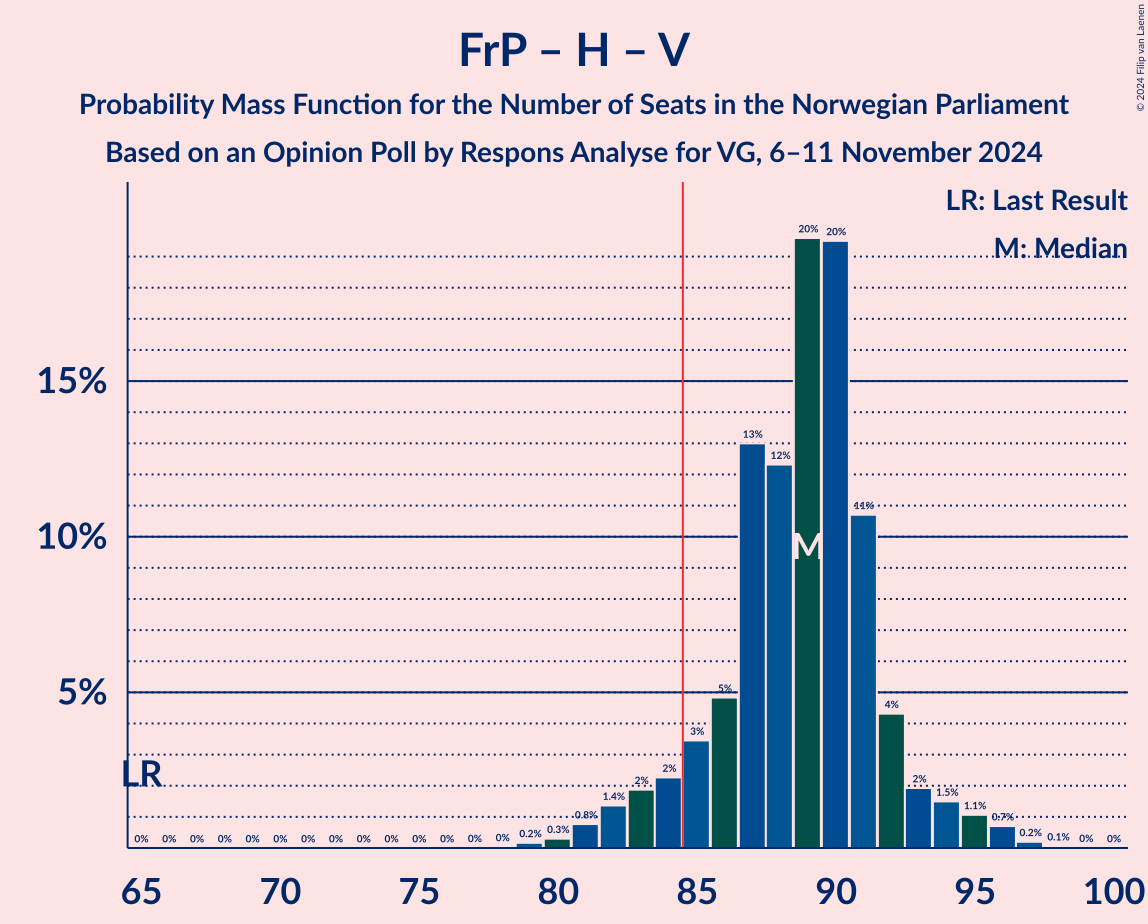 FrP – H – V
Probability Mass Function for the Number of Seats in the Norwegian Parliament
Based on an Opinion Poll by Respons Analyse for VG, 6–11 November 2024
© 2024 Filip van Laenen
LR: Last Result
M: Median
15%
10%
5%
LR
M
0% 0% 0% 0% 0% 0% 0% 0% 0% 0% 0% 0% 0% 0% 0.2% 0.3% 0.8% 1.4% 2% 2% 3% 5% 13% 12% 20% 20% 11% 4% 2% 1.5% 1.1% 0.7% 0.2% 0.1% 0% 0%
65 70 75 80 85 90 95 100